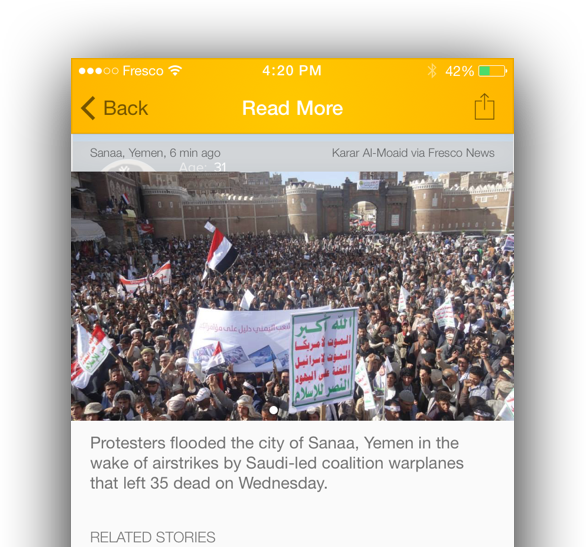 Fresco
4:20 PM
42%
Back
Read More
Sanaa, Yemen, 6 min ago
Karar Al-Moaid via Fresco News
Age: 31
الله أكبر
الموت لأمريكا
الموت لإسرائيل
اللعنة على اليهود
النصر للإسلام
Protesters flooded the city of Sanaa, Yemen in the
wake of airstrikes by Saudi-led coalition warplanes
that left 35 dead on Wednesday.
RELATED STORIES